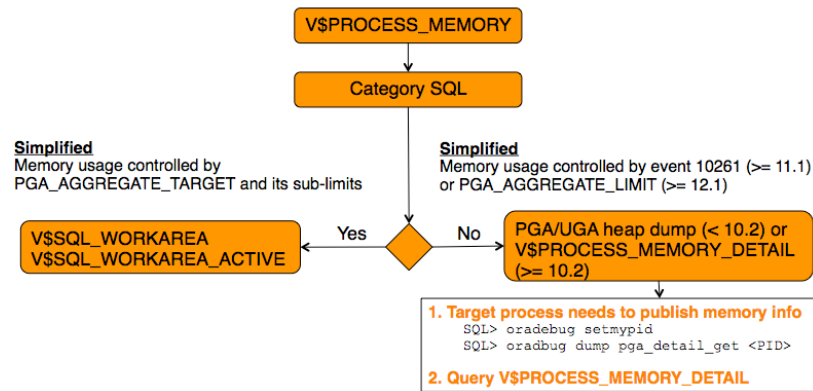 V$PROCESS_MEMORY
Category SQL
Simplified
Memory usage controlled by
PGA_AGGREGATE_TARGET and its sub-limits
Simplified
Memory usage controlled by event 10261 (>= 11.1)
or PGA_AGGREGATE_LIMIT (>= 12.1)
V$SQL_WORKAREA
V$SQL_WORKAREA_ACTIVE
Yes
No
PGA/UGA heap dump (< 10.2) or
V$PROCESS_MEMORY_DETAIL
(>= 10.2)
1. Target process needs to publish memory info
SQL> oradebug setmypid
SQL> oradbug dump pga_detail_get <PID>
2. Query V$PROCESS_MEMORY_DETAIL